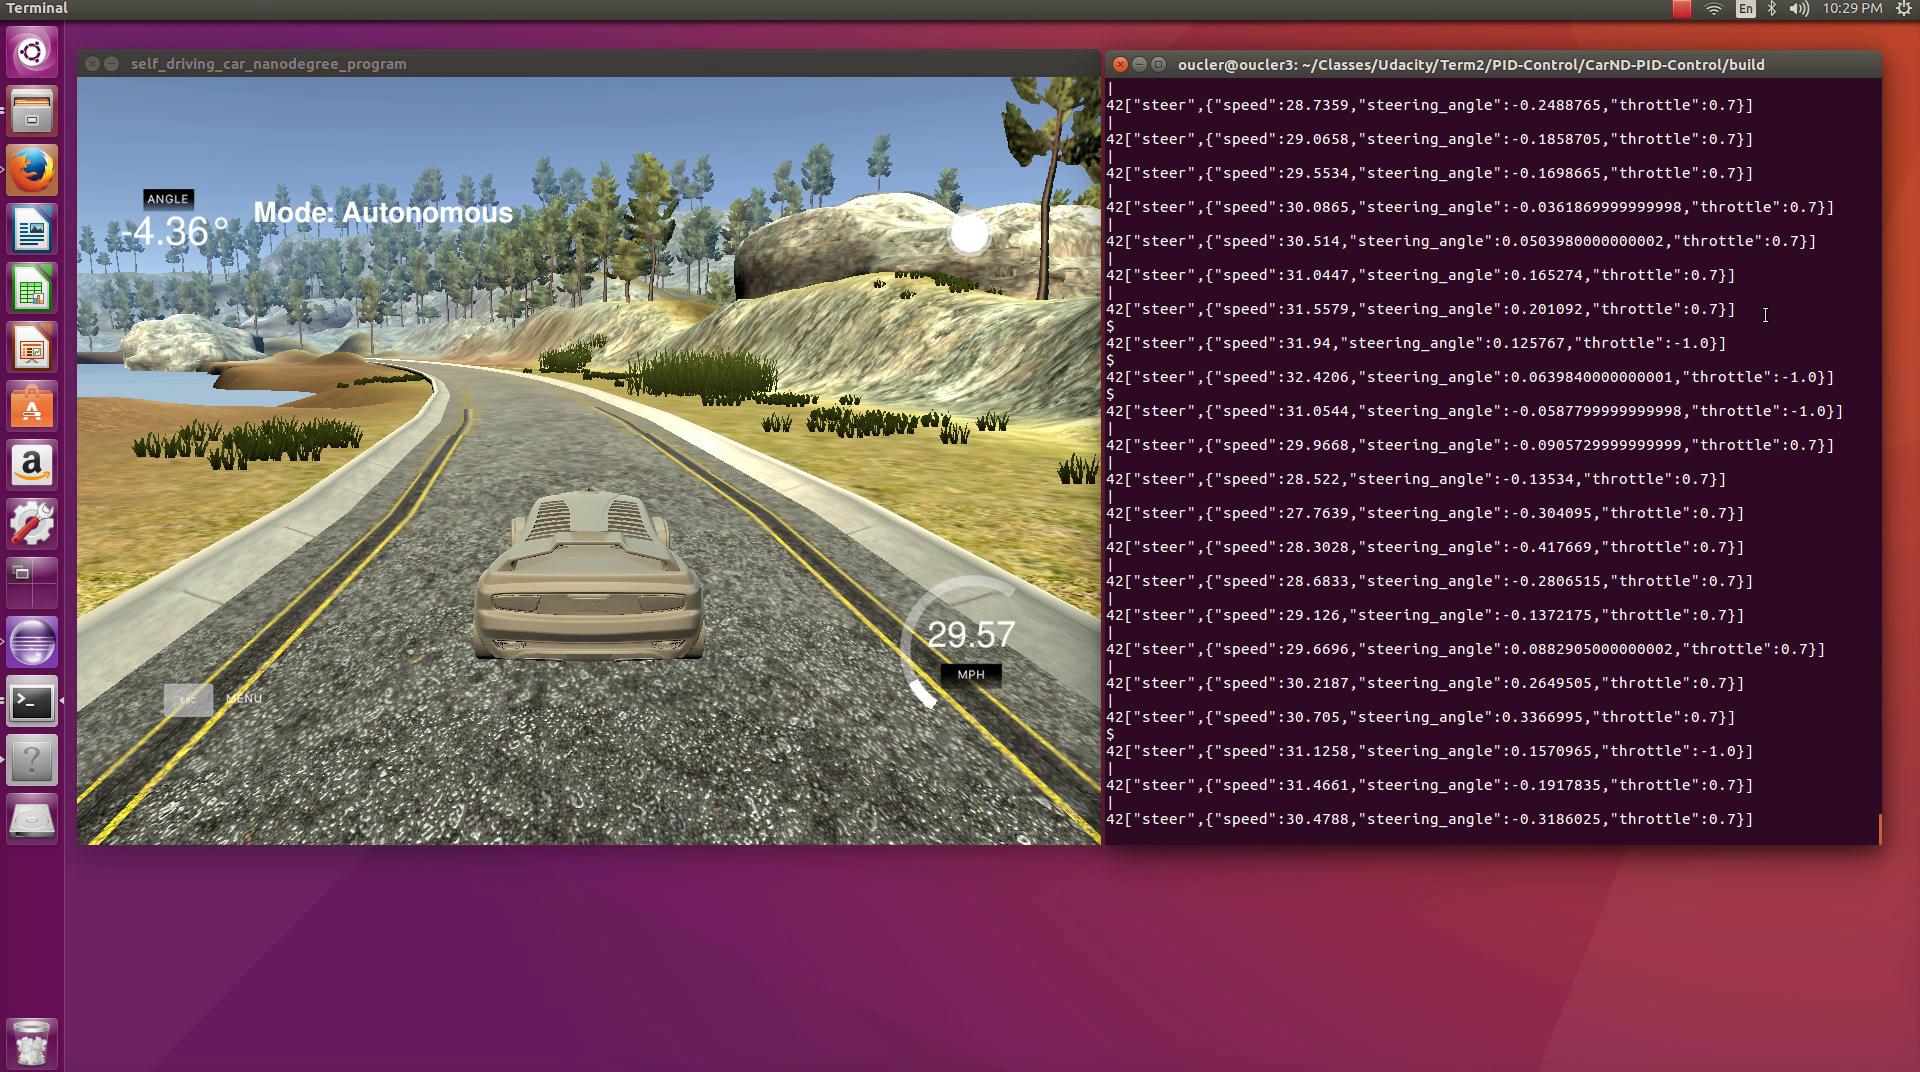 Terminal
En
10:29 PM
self_driving_car_nanodegree_program
ANGLE
-4.36°
Mode: Autonomous
29.57
MPH
ESC
MENU
a
?
oucler@oucler3: ~/Classes/Udacity/Term2/PID-Control/CarND-PID-Control/build
|
42["steer",{"speed":28.7359,"steering_angle":-0.2488765,"throttle":0.7}]
|
42["steer",{"speed":29.0658,"steering_angle":-0.1858705,"throttle":0.7}]
|
42["steer",{"speed":29.5534,"steering_angle":-0.1698665,"throttle":0.7}]
|
42["steer",{"speed":30.0865,"steering_angle":-0.0361869999999998,"throttle":0.7}]
|
42["steer",{"speed":30.514,"steering_angle":0.0503980000000002,"throttle":0.7}]
|
42["steer",{"speed":31.0447,"steering_angle":0.165274,"throttle":0.7}]
|
42["steer",{"speed":31.5579,"steering_angle":0.201092,"throttle":0.7}]
$
42["steer",{"speed":31.94,"steering_angle":0.125767,"throttle":-1.0}]
$
42["steer",{"speed":32.4206,"steering_angle":0.0639840000000001,"throttle":-1.0}]
$
42["steer",{"speed":31.0544,"steering_angle":-0.0587799999999998,"throttle":-1.0}]
|
42["steer",{"speed":29.9668,"steering_angle":-0.0905729999999999,"throttle":0.7}]
|
42["steer",{"speed":28.522,"steering_angle":-0.13534,"throttle":0.7}]
|
42["steer",{"speed":27.7639,"steering_angle":-0.304095,"throttle":0.7}]
|
42["steer",{"speed":28.3028,"steering_angle":-0.417669,"throttle":0.7}]
|
42["steer",{"speed":28.6833,"steering_angle":-0.2806515,"throttle":0.7}]
|
42["steer",{"speed":29.126,"steering_angle":-0.1372175,"throttle":0.7}]
|
42["steer",{"speed":29.6696,"steering_angle":0.0882905000000002,"throttle":0.7}]
|
42["steer",{"speed":30.2187,"steering_angle":0.2649505,"throttle":0.7}]
|
42["steer",{"speed":30.705,"steering_angle":0.3366995,"throttle":0.7}]
$
42["steer",{"speed":31.1258,"steering_angle":0.1570965,"throttle":-1.0}]
|
42["steer",{"speed":31.4661,"steering_angle":-0.1917835,"throttle":0.7}]
|
42["steer",{"speed":30.4788,"steering_angle":-0.3186025,"throttle":0.7}]